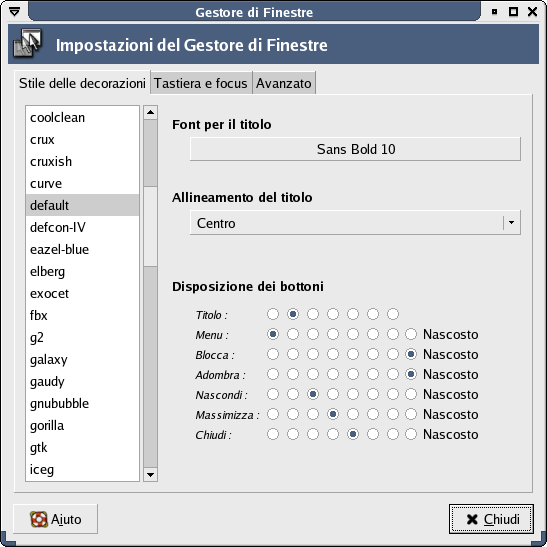 Gestore di Finestre
Impostazioni del Gestore di Finestre
Stile delle decorazioni Tastiera e focus Avanzato
coolclean
crux
cruxish
curve
default
defcon-IV
eazel-blue
elberg
exocet
fbx
g2
galaxy
gaudy
gnububble
gorilla
gtk
iceg
Font per il titolo
Sans Bold 10
Allineamento del titolo
Centro
Disposizione dei bottoni
Titolo :
Menu : Nascosto
Blocca : Nascosto
Adombra : Nascosto
Nascondi : Nascosto
Massimizza : Nascosto
Chiudi : Nascosto
Aiuto
Chiudi